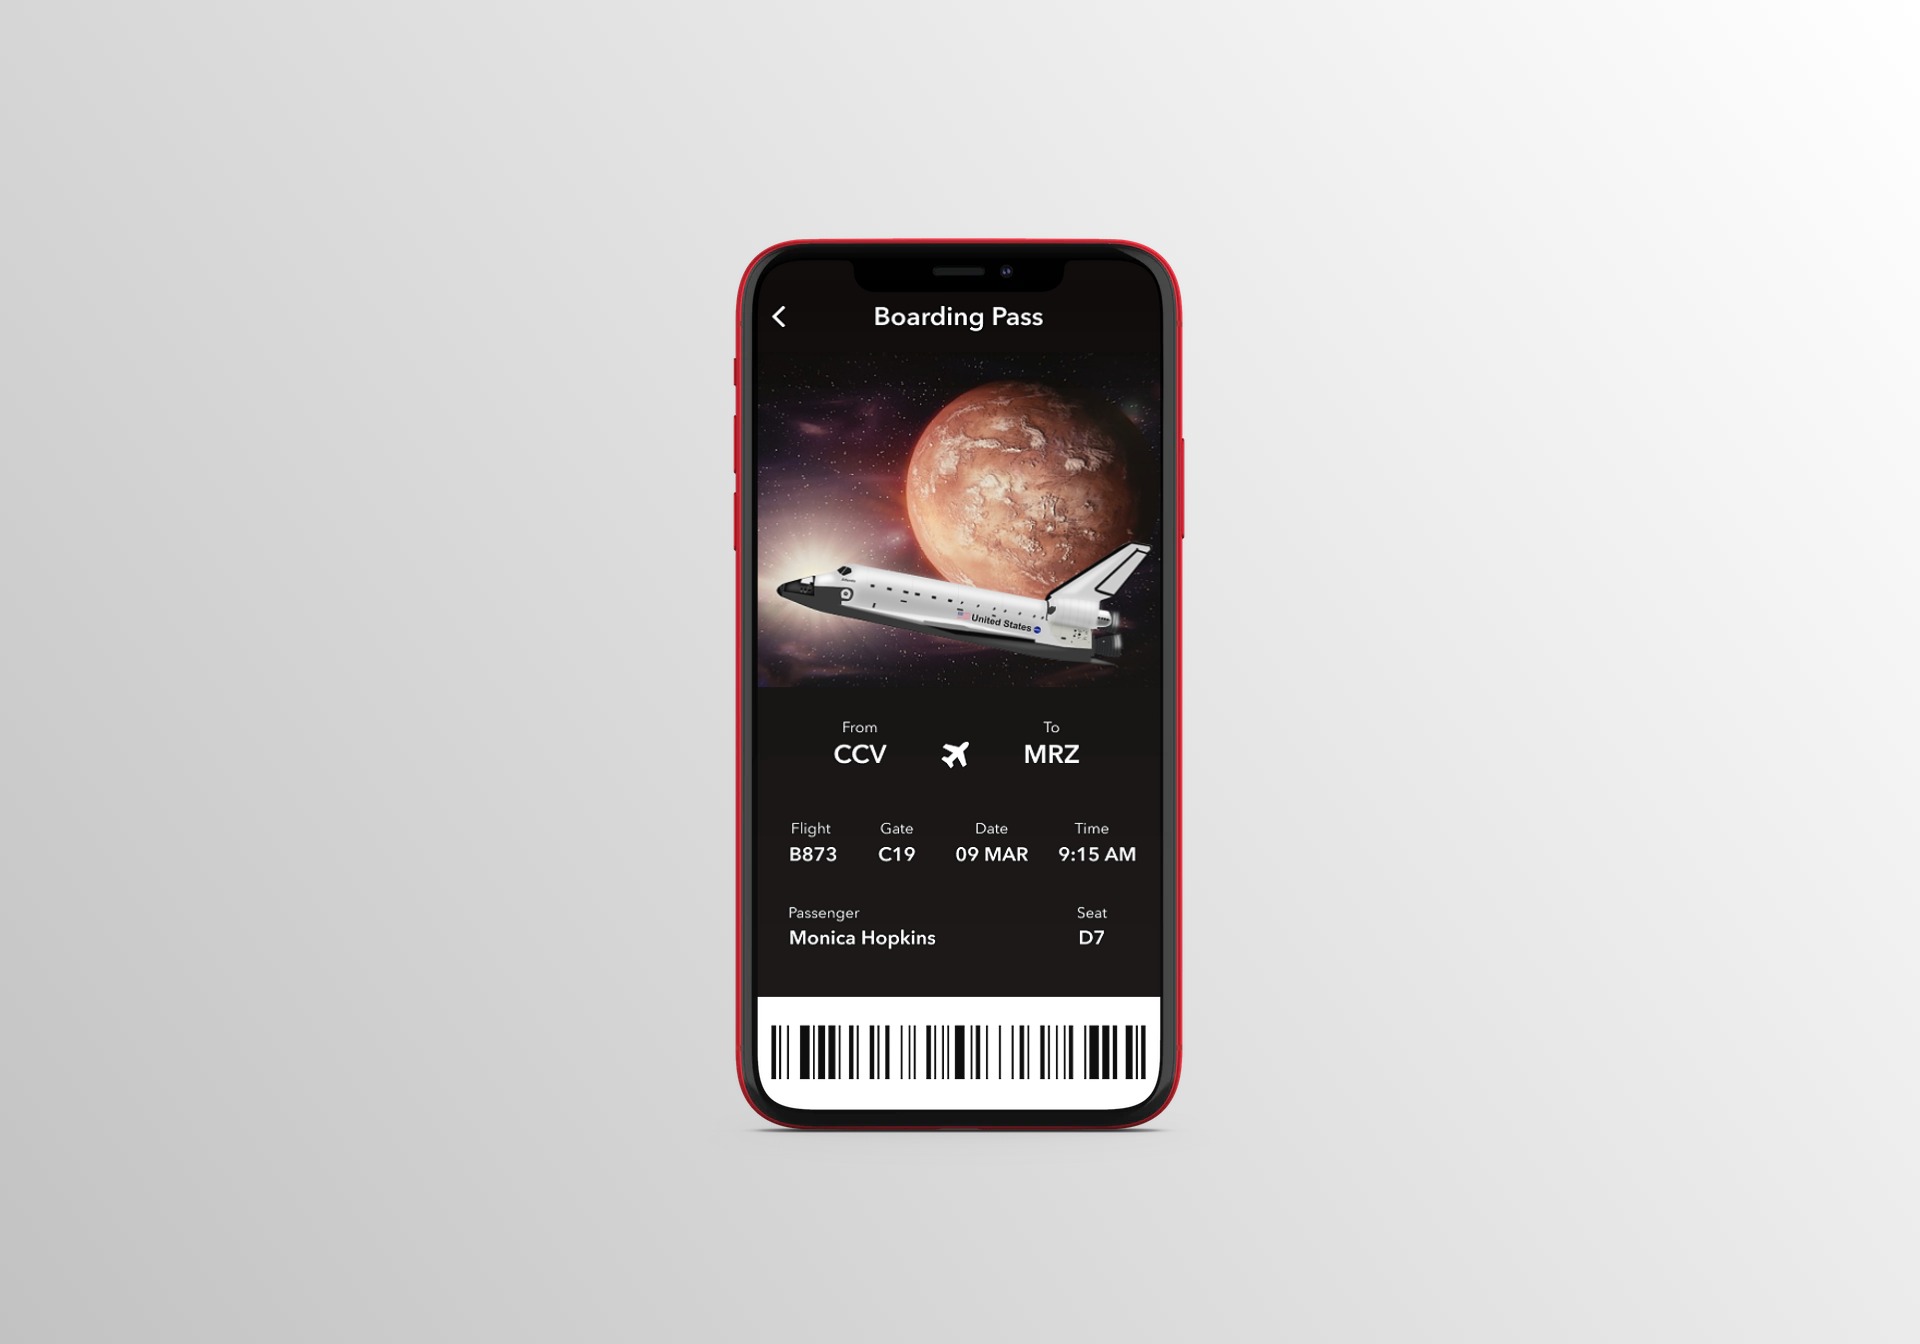 Boarding Pass
United States
From To
CCV MRZ
Flight Gate Date Time
B873 C19 09 MAR 9:15 AM
Passenger Seat
Monica Hopkins D7